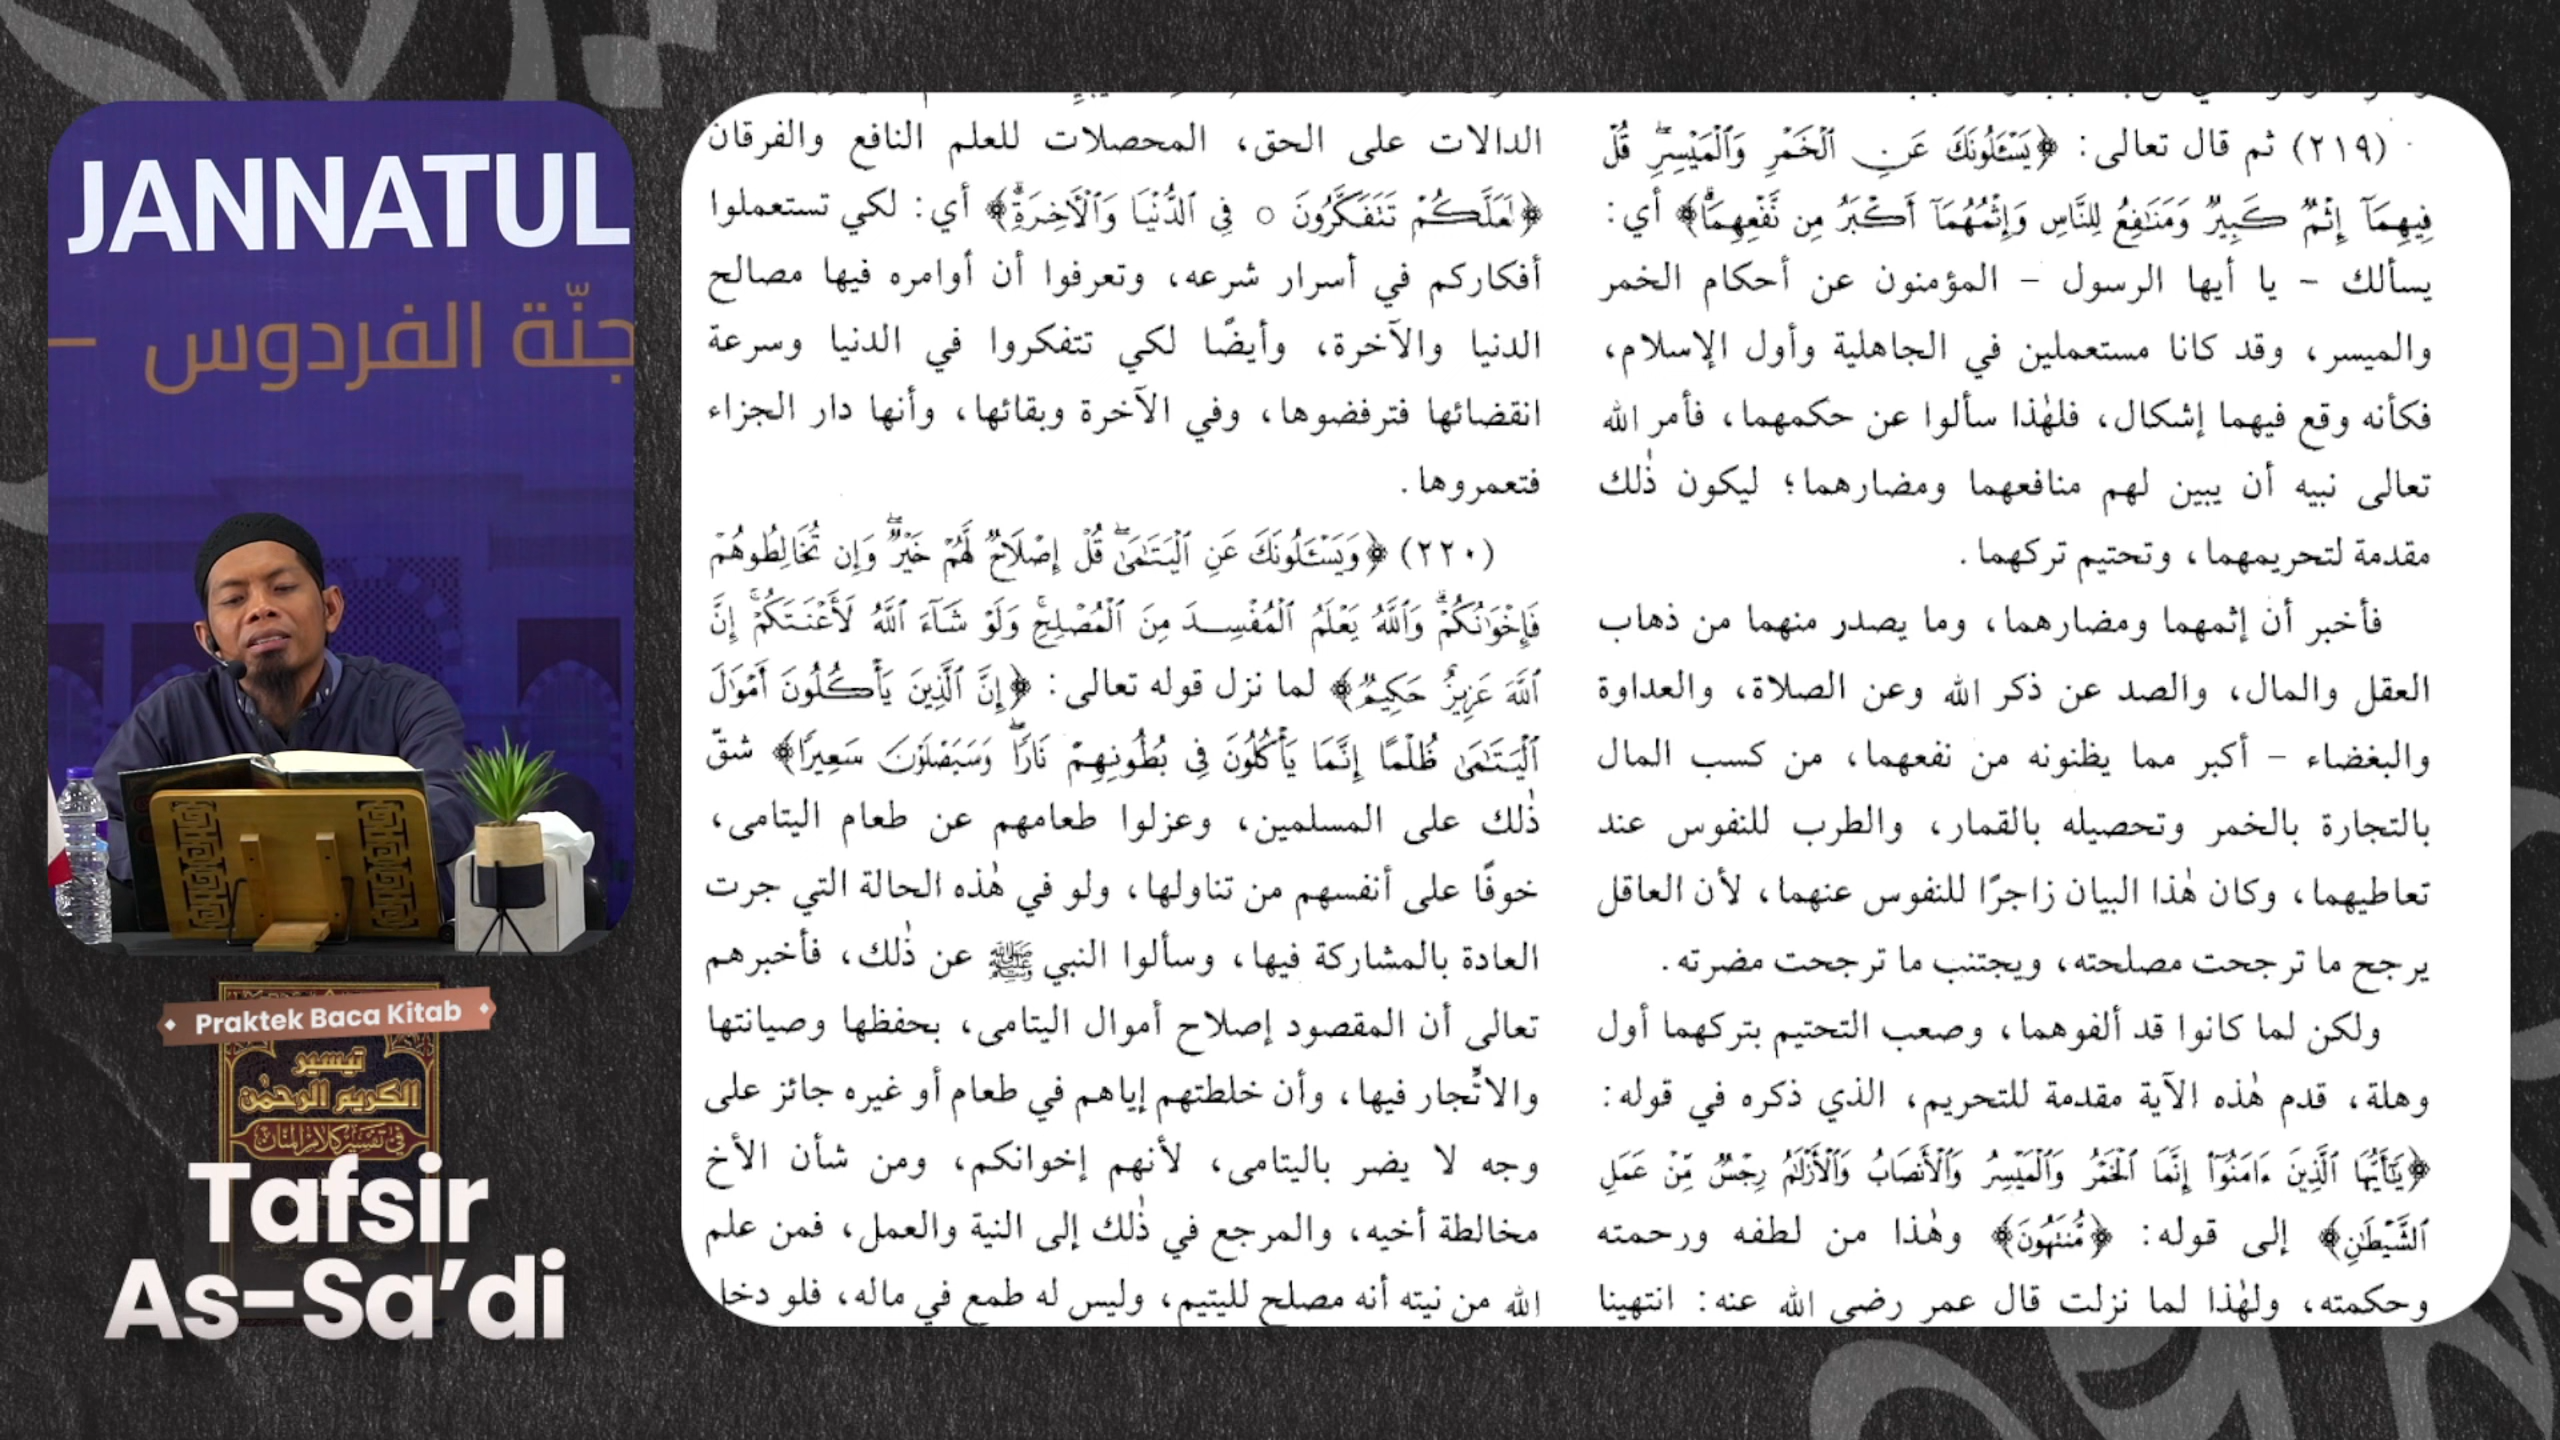 JANNATUL
جنّة الفردوس –
Praktek Baca Kitab
تيسير
الكريم الرحمٰن
في تفسير كلام المنان
Tafsir
As-Sa’di
(٢١٩) ثم قال تعالى: ﴿يَسْـَٔلُونَكَ عَنِ ٱلْخَمْرِ وَٱلْمَيْسِرِۖ قُلْ
فِيهِمَآ إِثْمٌ كَبِيرٌ وَمَنَـٰفِعُ لِلنَّاسِ وَإِثْمُهُمَآ أَكْبَرُ مِن نَّفْعِهِمَاۗ﴾ أي:
يسألك – يا أيها الرسول – المؤمنون عن أحكام الخمر
والميسر، وقد كانا مستعملين في الجاهلية وأول الإسلام،
فكأنه وقع فيهما إشكال، فلهٰذا سألوا عن حكمهما، فأمر الله
تعالى نبيه أن يبين لهم منافعهما ومضارهما؛ ليكون ذٰلك
مقدمة لتحريمهما، وتحتيم تركهما.
فأخبر أن إثمهما ومضارهما، وما يصدر منهما من ذهاب
العقل والمال، والصد عن ذكر الله وعن الصلاة، والعداوة
والبغضاء – أكبر مما يظنونه من نفعهما، من كسب المال
بالتجارة بالخمر وتحصيله بالقمار، والطرب للنفوس عند
تعاطيهما، وكان هٰذا البيان زاجرًا للنفوس عنهما، لأن العاقل
يرجح ما ترجحت مصلحته، ويجتنب ما ترجحت مضرته.
ولكن لما كانوا قد ألفوهما، وصعب التحتيم بتركهما أول
وهلة، قدم هٰذه الآية مقدمة للتحريم، الذي ذكره في قوله:
﴿يَـٰٓأَيُّهَا ٱلَّذِينَ ءَامَنُوٓا۟ إِنَّمَا ٱلْخَمْرُ وَٱلْمَيْسِرُ وَٱلْأَنصَابُ وَٱلْأَزْلَـٰمُ رِجْسٌ مِّنْ عَمَلِ
ٱلشَّيْطَـٰنِ﴾ إلى قوله: ﴿مُّنتَهُونَ﴾ وهٰذا من لطفه ورحمته
وحكمته، ولهٰذا لما نزلت قال عمر رضي الله عنه: انتهينا
الدالات على الحق، المحصلات للعلم النافع والفرقان
﴿لَعَلَّكُمْ تَتَفَكَّرُونَ ○ فِى ٱلدُّنْيَا وَٱلْـَٔاخِرَةِۗ﴾ أي: لكي تستعملوا
أفكاركم في أسرار شرعه، وتعرفوا أن أوامره فيها مصالح
الدنيا والآخرة، وأيضًا لكي تتفكروا في الدنيا وسرعة
انقضائها فترفضوها، وفي الآخرة وبقائها، وأنها دار الجزاء
فتعمروها.
(٢٢٠) ﴿وَيَسْـَٔلُونَكَ عَنِ ٱلْيَتَـٰمَىٰۖ قُلْ إِصْلَاحٌ لَّهُمْ خَيْرٌۖ وَإِن تُخَالِطُوهُمْ
فَإِخْوَٰنُكُمْۚ وَٱللَّهُ يَعْلَمُ ٱلْمُفْسِدَ مِنَ ٱلْمُصْلِحِۚ وَلَوْ شَآءَ ٱللَّهُ لَأَعْنَتَكُمْۚ إِنَّ
ٱللَّهَ عَزِيزٌ حَكِيمٌ﴾ لما نزل قوله تعالى: ﴿إِنَّ ٱلَّذِينَ يَأْكُلُونَ أَمْوَٰلَ
ٱلْيَتَـٰمَىٰ ظُلْمًا إِنَّمَا يَأْكُلُونَ فِى بُطُونِهِمْ نَارًاۖ وَسَيَصْلَوْنَ سَعِيرًا﴾ شقّ
ذٰلك على المسلمين، وعزلوا طعامهم عن طعام اليتامى،
خوفًا على أنفسهم من تناولها، ولو في هٰذه الحالة التي جرت
العادة بالمشاركة فيها، وسألوا النبي ﷺ عن ذٰلك، فأخبرهم
تعالى أن المقصود إصلاح أموال اليتامى، بحفظها وصيانتها
والاتّجار فيها، وأن خلطتهم إياهم في طعام أو غيره جائز على
وجه لا يضر باليتامى، لأنهم إخوانكم، ومن شأن الأخ
مخالطة أخيه، والمرجع في ذٰلك إلى النية والعمل، فمن علم
الله من نيته أنه مصلح لليتيم، وليس له طمع في ماله، فلو دخل